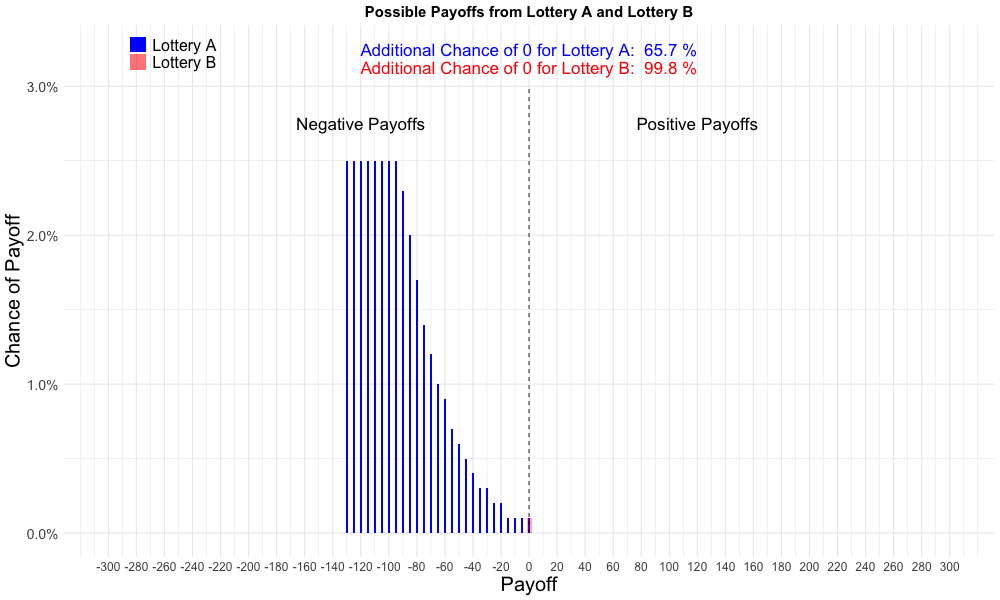 Possible Payoffs from Lottery A and Lottery B
Lottery A
Lottery B
Additional Chance of 0 for Lottery A: 65.7 %
Additional Chance of 0 for Lottery B: 99.8 %
Negative Payoffs
Positive Payoffs
Chance of Payoff
3.0%
2.0%
1.0%
0.0%
-300 -280 -260 -240 -220 -200 -180 -160 -140 -120 -100 -80 -60 -40 -20 0 20 40 60 80 100 120 140 160 180 200 220 240 260 280 300
Payoff